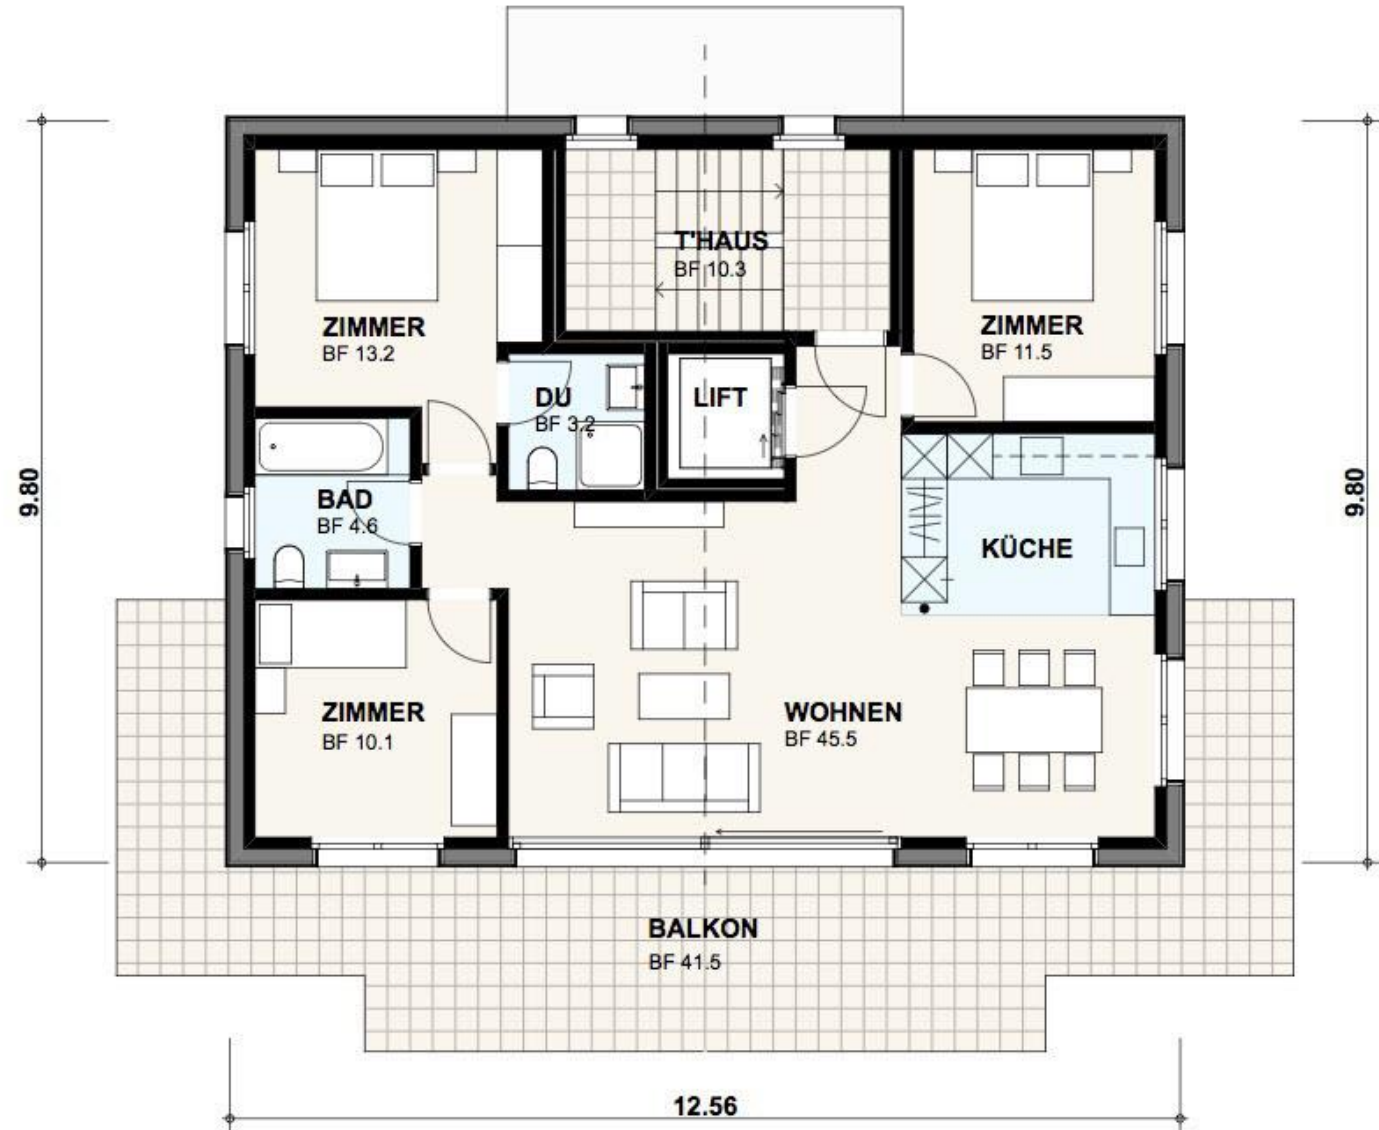 T'HAUS
BF 10.3
ZIMMER
BF 13.2
ZIMMER
BF 11.5
DU
BF 3.2
LIFT
BAD
BF 4.6
KÜCHE
9.80
9.80
ZIMMER
BF 10.1
WOHNEN
BF 45.5
BALKON
BF 41.5
12.56